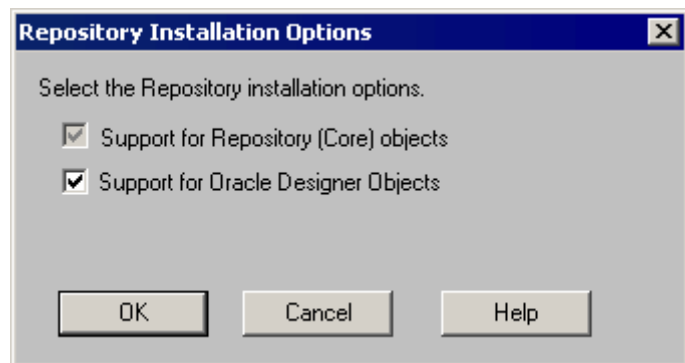 Repository Installation Options
Select the Repository installation options.
Support for Repository (Core) objects
Support for Oracle Designer Objects
OK Cancel Help